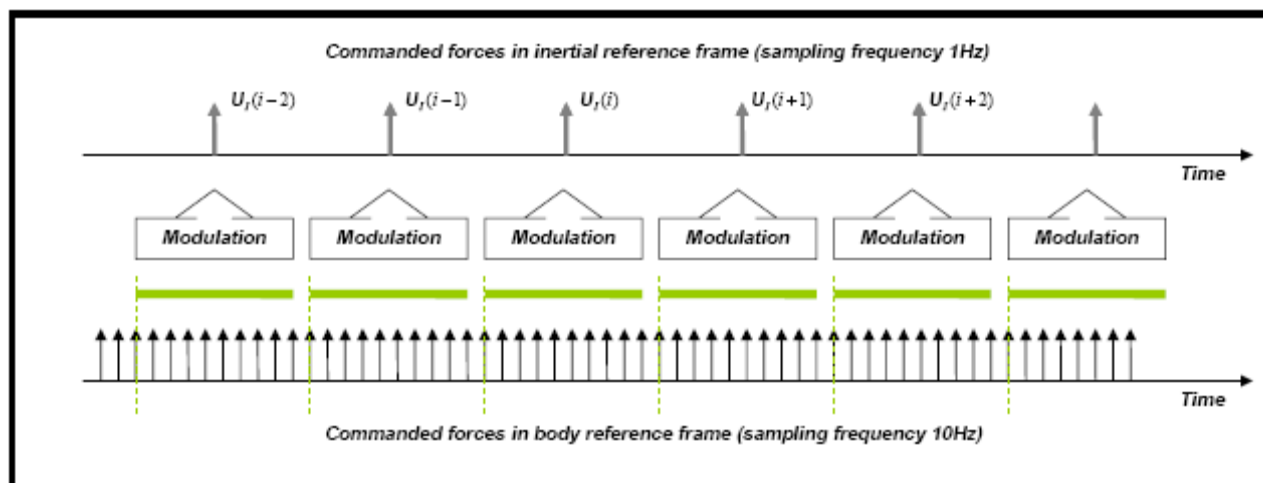 Commanded forces in inertial reference frame (sampling frequency 1Hz)
U_I(i−2) U_I(i−1) U_I(i) U_I(i+1) U_I(i+2)
Time
Modulation Modulation Modulation Modulation Modulation Modulation
Time
Commanded forces in body reference frame (sampling frequency 10Hz)